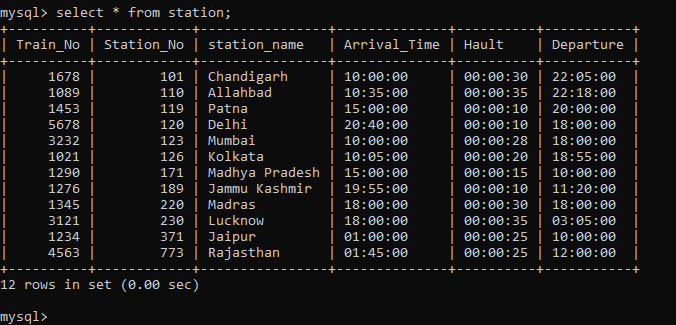 mysql> select * from station;
+----------+------------+----------------+--------------+----------+-----------+
| Train_No | Station_No | station_name   | Arrival_Time | Hault    | Departure |
+----------+------------+----------------+--------------+----------+-----------+
|     1678 |        101 | Chandigarh     | 10:00:00     | 00:00:30 | 22:05:00  |
|     1089 |        110 | Allahbad       | 10:35:00     | 00:00:35 | 22:18:00  |
|     1453 |        119 | Patna          | 15:00:00     | 00:00:10 | 20:00:00  |
|     5678 |        120 | Delhi          | 20:40:00     | 00:00:10 | 18:00:00  |
|     3232 |        123 | Mumbai         | 10:00:00     | 00:00:28 | 18:00:00  |
|     1021 |        126 | Kolkata        | 10:05:00     | 00:00:20 | 18:55:00  |
|     1290 |        171 | Madhya Pradesh | 15:00:00     | 00:00:15 | 10:00:00  |
|     1276 |        189 | Jammu Kashmir  | 19:55:00     | 00:00:10 | 11:20:00  |
|     1345 |        220 | Madras         | 18:00:00     | 00:00:30 | 18:00:00  |
|     3121 |        230 | Lucknow        | 18:00:00     | 00:00:35 | 03:05:00  |
|     1234 |        371 | Jaipur         | 01:00:00     | 00:00:25 | 10:00:00  |
|     4563 |        773 | Rajasthan      | 01:45:00     | 00:00:25 | 12:00:00  |
+----------+------------+----------------+--------------+----------+-----------+
12 rows in set (0.00 sec)
mysql>